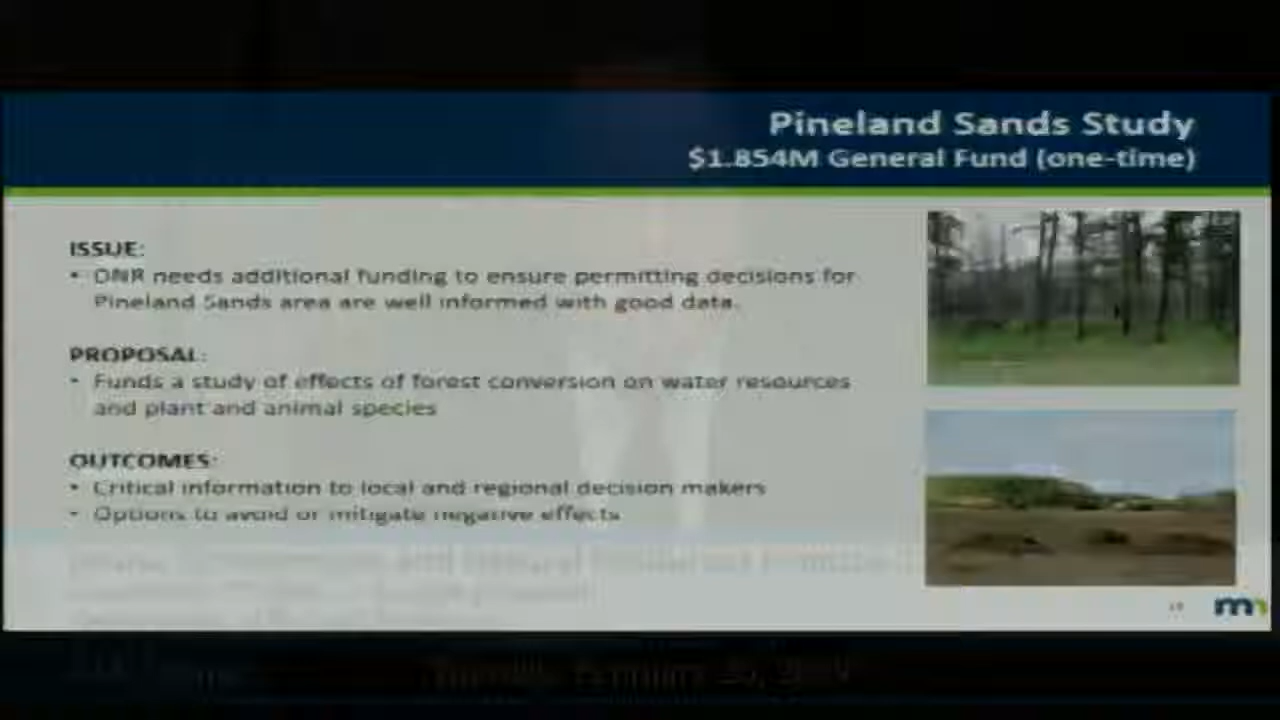 Pineland Sands Study
$1.854M General Fund (one-time)
ISSUE:
• DNR needs additional funding to ensure permitting decisions for
Pineland Sands area are well informed with good data.
PROPOSAL:
• Funds a study of effects of forest conversion on water resources
and plant and animal species
OUTCOMES:
• Critical information to local and regional decision makers
• Options to avoid or mitigate negative effects